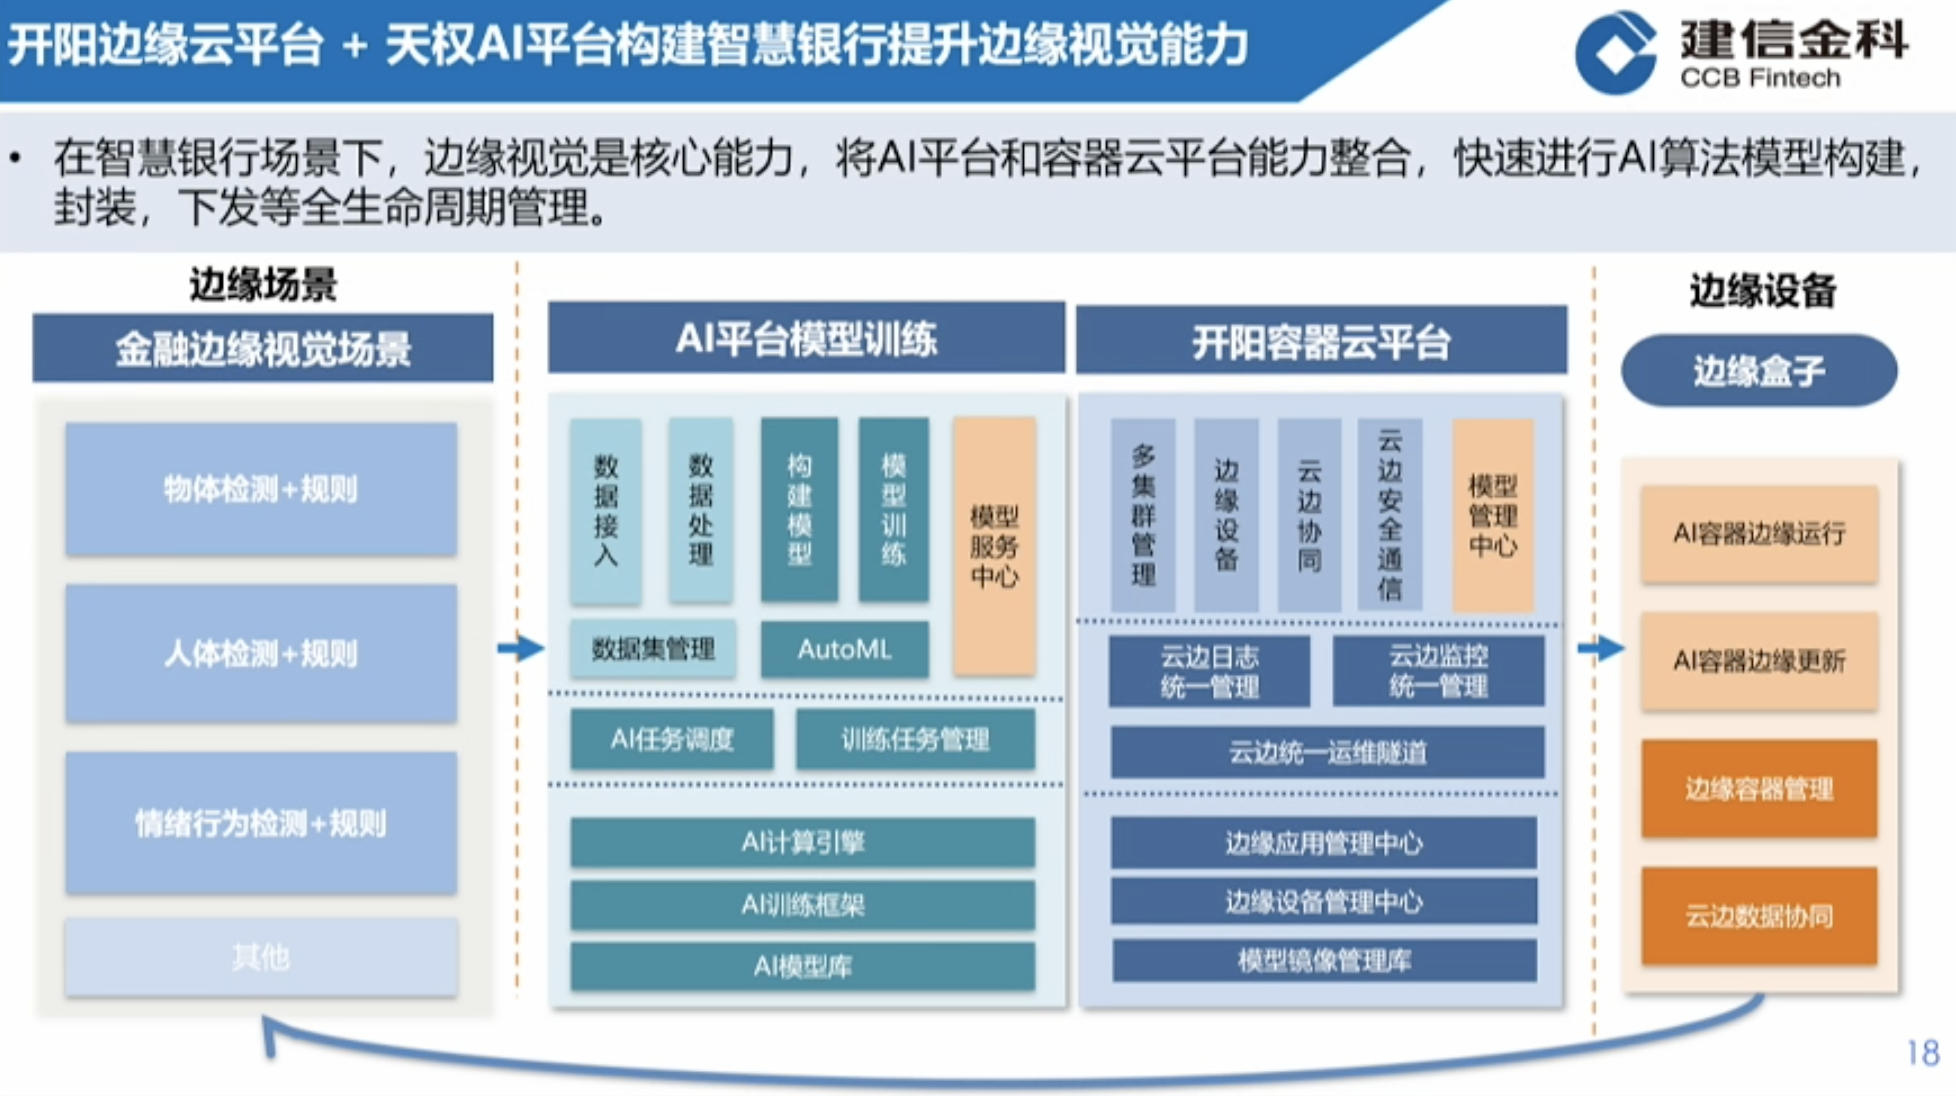 开阳边缘云平台 + 天权AI平台构建智慧银行提升边缘视觉能力
建信金科
CCB Fintech
• 在智慧银行场景下，边缘视觉是核心能力，将AI平台和容器云平台能力整合，快速进行AI算法模型构建，
封装，下发等全生命周期管理。
边缘场景
金融边缘视觉场景
物体检测+规则
人体检测+规则
情绪行为检测+规则
其他
AI平台模型训练
数据接入
数据处理
构建模型
模型训练
模型
服务
中心
数据集管理
AutoML
AI任务调度
训练任务管理
AI计算引擎
AI训练框架
AI模型库
开阳容器云平台
多集群管理
边缘设备
云边协同
云边安全通信
模型
管理
中心
云边日志
统一管理
云边监控
统一管理
云边统一运维隧道
边缘应用管理中心
边缘设备管理中心
模型镜像管理库
边缘设备
边缘盒子
AI容器边缘运行
AI容器边缘更新
边缘容器管理
云边数据协同
18